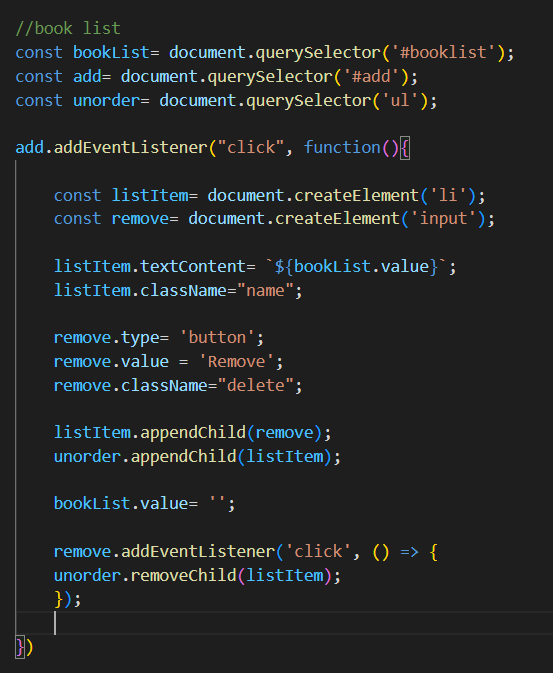 //book list
const bookList= document.querySelector('#booklist');
const add= document.querySelector('#add');
const unorder= document.querySelector('ul');
add.addEventListener("click", function(){
const listItem= document.createElement('li');
const remove= document.createElement('input');
listItem.textContent= `${bookList.value}`;
listItem.className="name";
remove.type= 'button';
remove.value = 'Remove';
remove.className="delete";
listItem.appendChild(remove);
unorder.appendChild(listItem);
bookList.value= '';
remove.addEventListener('click', () => {
unorder.removeChild(listItem);
});
})